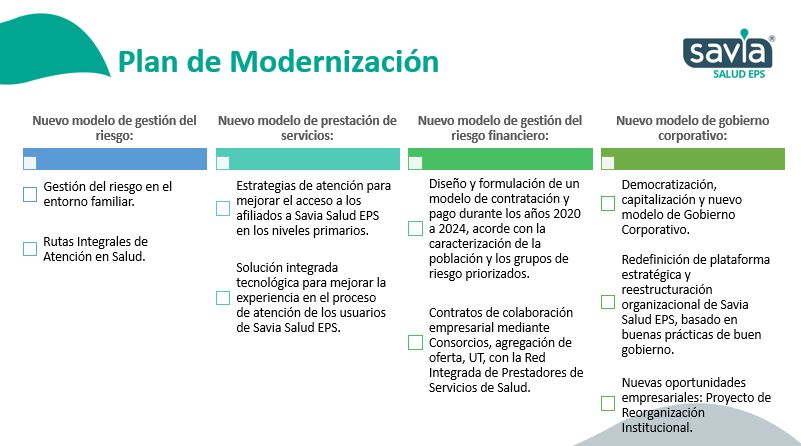 Plan de Modernización
savia®
SALUD EPS
Nuevo modelo de gestión del
riesgo:
Gestión del riesgo en el
entorno familiar.
Rutas Integrales de
Atención en Salud.
Nuevo modelo de prestación de
servicios:
Estrategias de atención para
mejorar el acceso a los
afiliados a Savia Salud EPS
en los niveles primarios.
Solución integrada
tecnológica para mejorar la
experiencia en el proceso
de atención de los usuarios
de Savia Salud EPS.
Nuevo modelo de gestión del
riesgo financiero:
Diseño y formulación de un
modelo de contratación y
pago durante los años 2020
a 2024, acorde con la
caracterización de la
población y los grupos de
riesgo priorizados.
Contratos de colaboración
empresarial mediante
Consorcios, agregación de
oferta, UT, con la Red
Integrada de Prestadores de
Servicios de Salud.
Nuevo modelo de gobierno
corporativo:
Democratización,
capitalización y nuevo
modelo de Gobierno
Corporativo.
Redefinición de plataforma
estratégica y
reestructuración
organizacional de Savia
Salud EPS, basado en
buenas prácticas de buen
gobierno.
Nuevas oportunidades
empresariales: Proyecto de
Reorganización
Institucional.